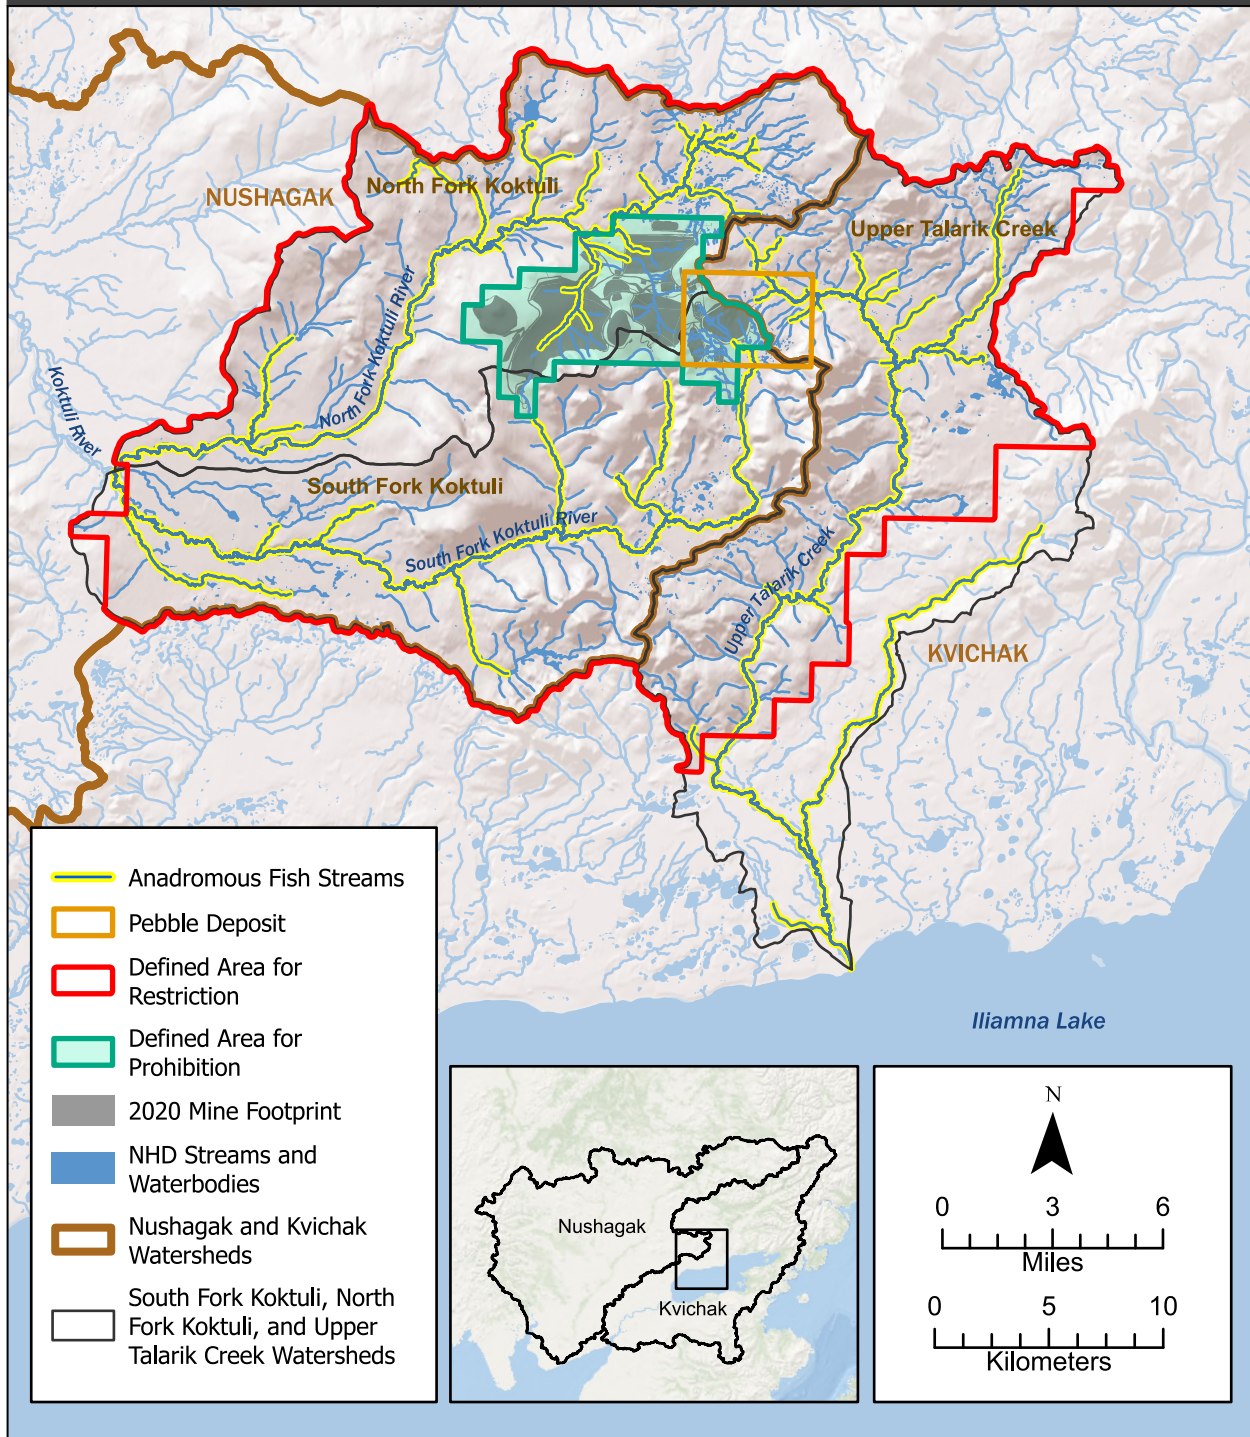 NUSHAGAK
North Fork Koktuli
Upper Talarik Creek
North Fork Koktuli River
Koktuli River
South Fork Koktuli
South Fork Koktuli River
Upper Talarik Creek
KVICHAK
Iliamna Lake
Anadromous Fish Streams
Pebble Deposit
Defined Area for
Restriction
Defined Area for
Prohibition
2020 Mine Footprint
NHD Streams and
Waterbodies
Nushagak and Kvichak
Watersheds
South Fork Koktuli, North
Fork Koktuli, and Upper
Talarik Creek Watersheds
Nushagak
Kvichak
N
0 3 6
Miles
0 5 10
Kilometers